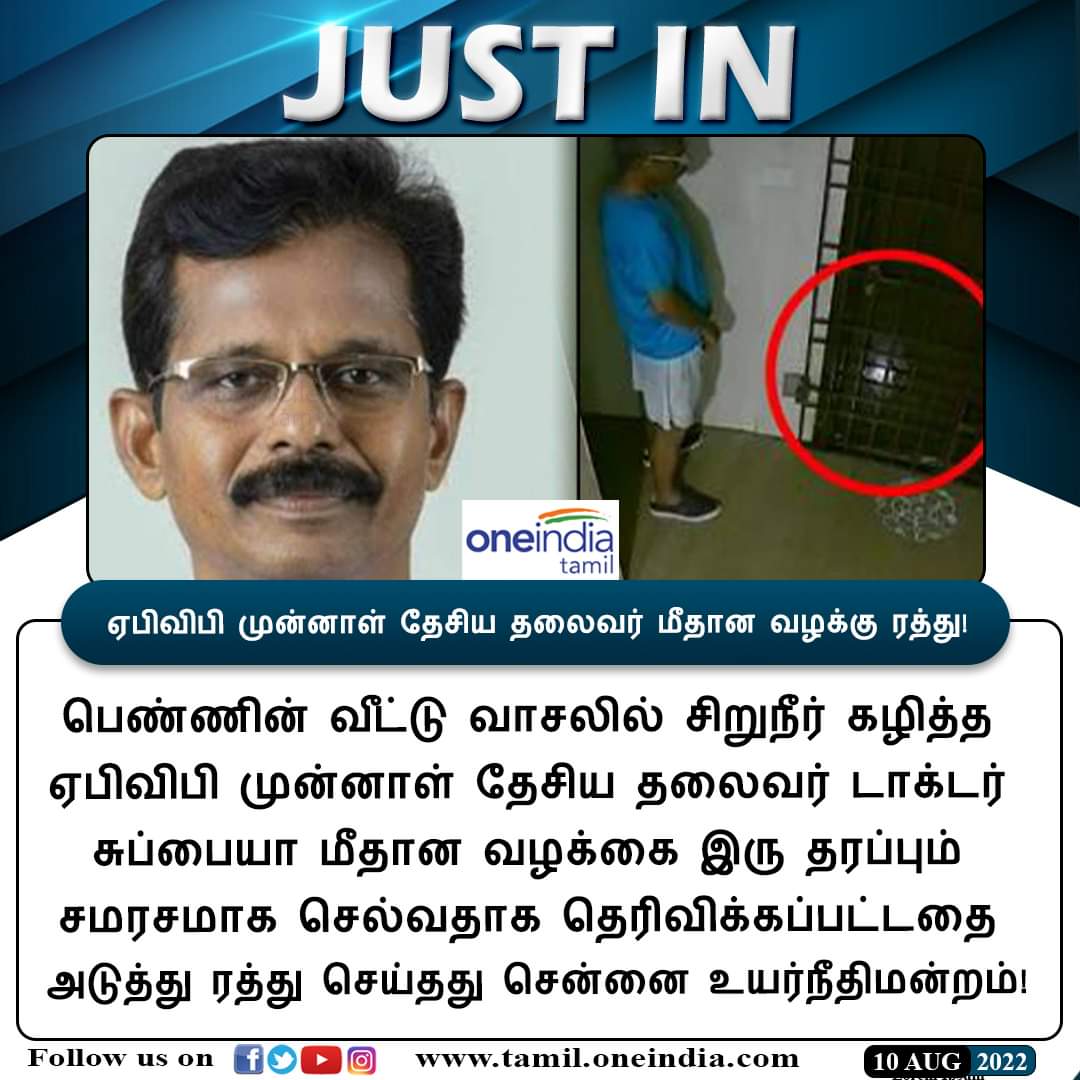 JUST IN
oneindia
tamil
ஏபிவிபி முன்னாள் தேசிய தலைவர் மீதான வழக்கு ரத்து!
பெண்ணின் வீட்டு வாசலில் சிறுநீர் கழித்த
ஏபிவிபி முன்னாள் தேசிய தலைவர் டாக்டர்
சுப்பையா மீதான வழக்கை இரு தரப்பும்
சமரசமாக செல்வதாக தெரிவிக்கப்பட்டதை
அடுத்து ரத்து செய்தது சென்னை உயர்நீதிமன்றம்!
Follow us on www.tamil.oneindia.com 10 AUG 2022